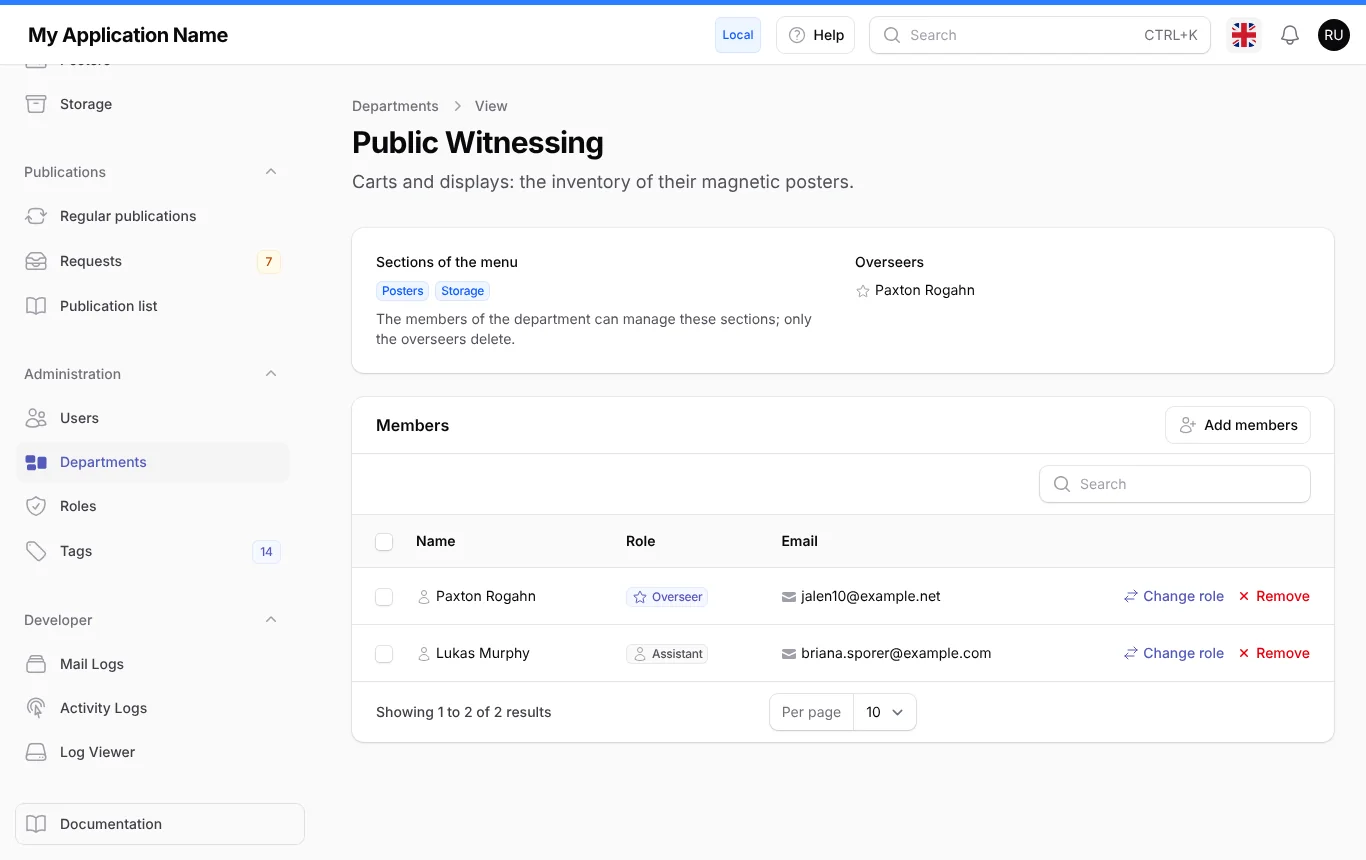 My Application Name
Local
Help
Search
CTRL+K
RU
Posters
Storage
Publications
Regular publications
Requests
7
Publication list
Administration
Users
Departments
Roles
Tags
14
Developer
Mail Logs
Activity Logs
Log Viewer
Documentation
Departments
View
Public Witnessing
Carts and displays: the inventory of their magnetic posters.
Sections of the menu
Posters Storage
The members of the department can manage these sections; only
the overseers delete.
Overseers
Paxton Rogahn
Members
Add members
Search
Name Role Email
Paxton Rogahn Overseer jalen10@example.net Change role Remove
Lukas Murphy Assistant briana.sporer@example.com Change role Remove
Showing 1 to 2 of 2 results
Per page 10